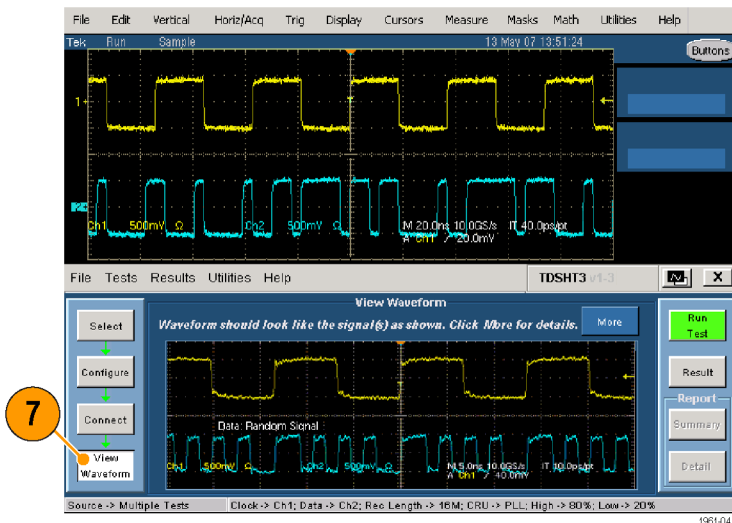 File Edit Vertical Horiz/Acq Trig Display Cursors Measure Masks Math Utilities Help
Tek Run Sample 13 May 07 13:51:24
Buttons
1
Ch1 500mV Ω Ch2 500mV Ω M 20.0ns 10.0GS/s IT 40.0ps/pt
A Ch1 20.0mV
File Tests Results Utilities Help TDSHT3 v1-3 X
View Waveform
Waveform should look like the signal(s) as shown. Click More for details. More
Select
Configure
Connect
View
Waveform
7
Data: Random Signal
Ch1 500mV Ω Ch2 500mV Ω M 5.0ns 10.0GS/s IT 10.0ps/pt
A Ch1 40.0mV
Run
Test
Result
Report
Summary
Detail
Source -> Multiple Tests Clock -> Ch1; Data -> Ch2; Rec Length -> 16M; CRU -> PLL; High -> 80%; Low -> 20%
1961-04